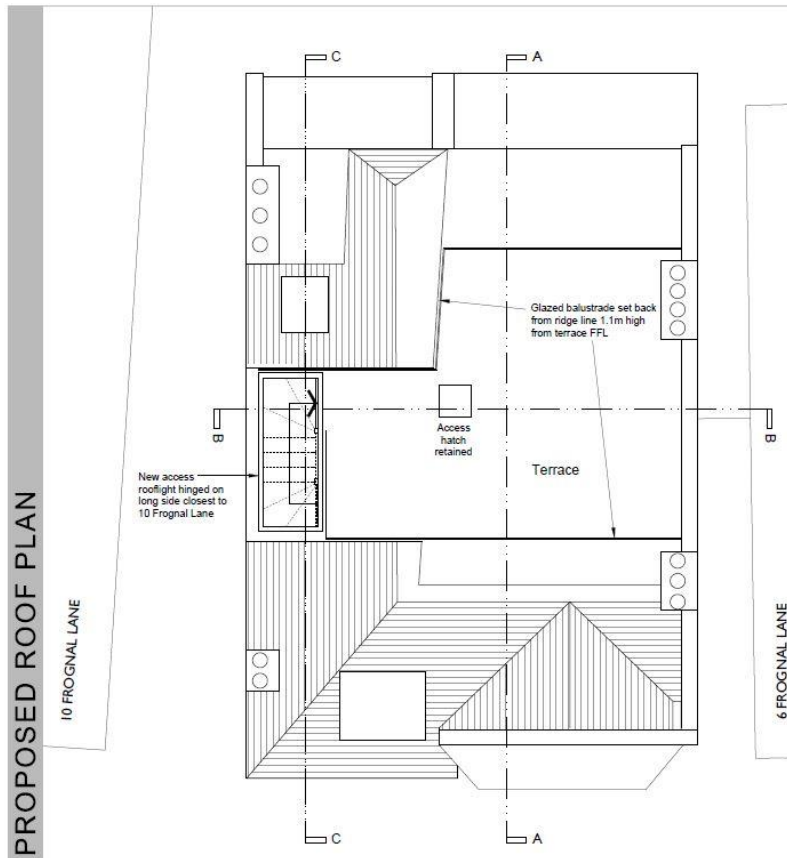 PROPOSED ROOF PLAN
C
A
Glazed balustrade set back
from ridge line 1.1m high
from terrace FFL
B
B
Access
hatch
retained
Terrace
New access
rooflight hinged on
long side closest to
10 Frognal Lane
10 FROGNAL LANE
6 FROGNAL LANE
C
A